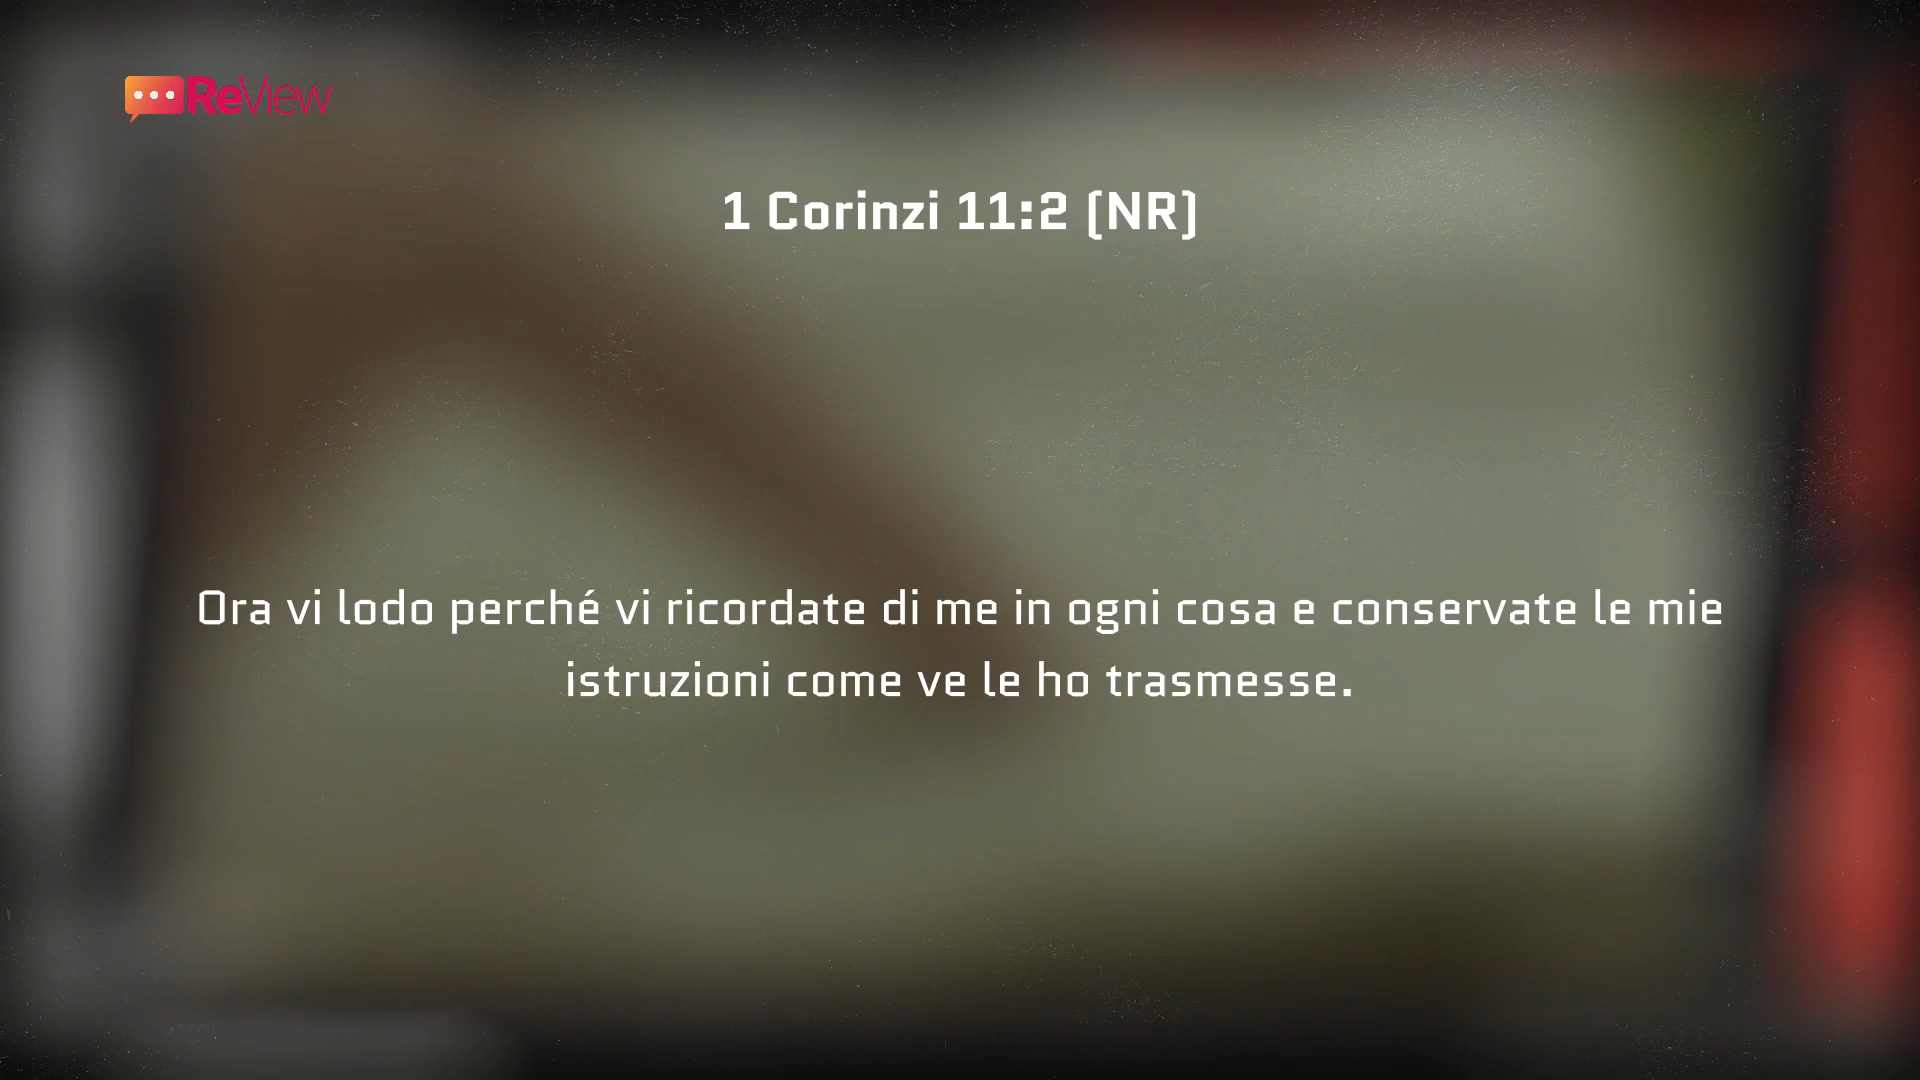 ReView
1 Corinzi 11:2 (NR)
Ora vi lodo perché vi ricordate di me in ogni cosa e conservate le mie
istruzioni come ve le ho trasmesse.